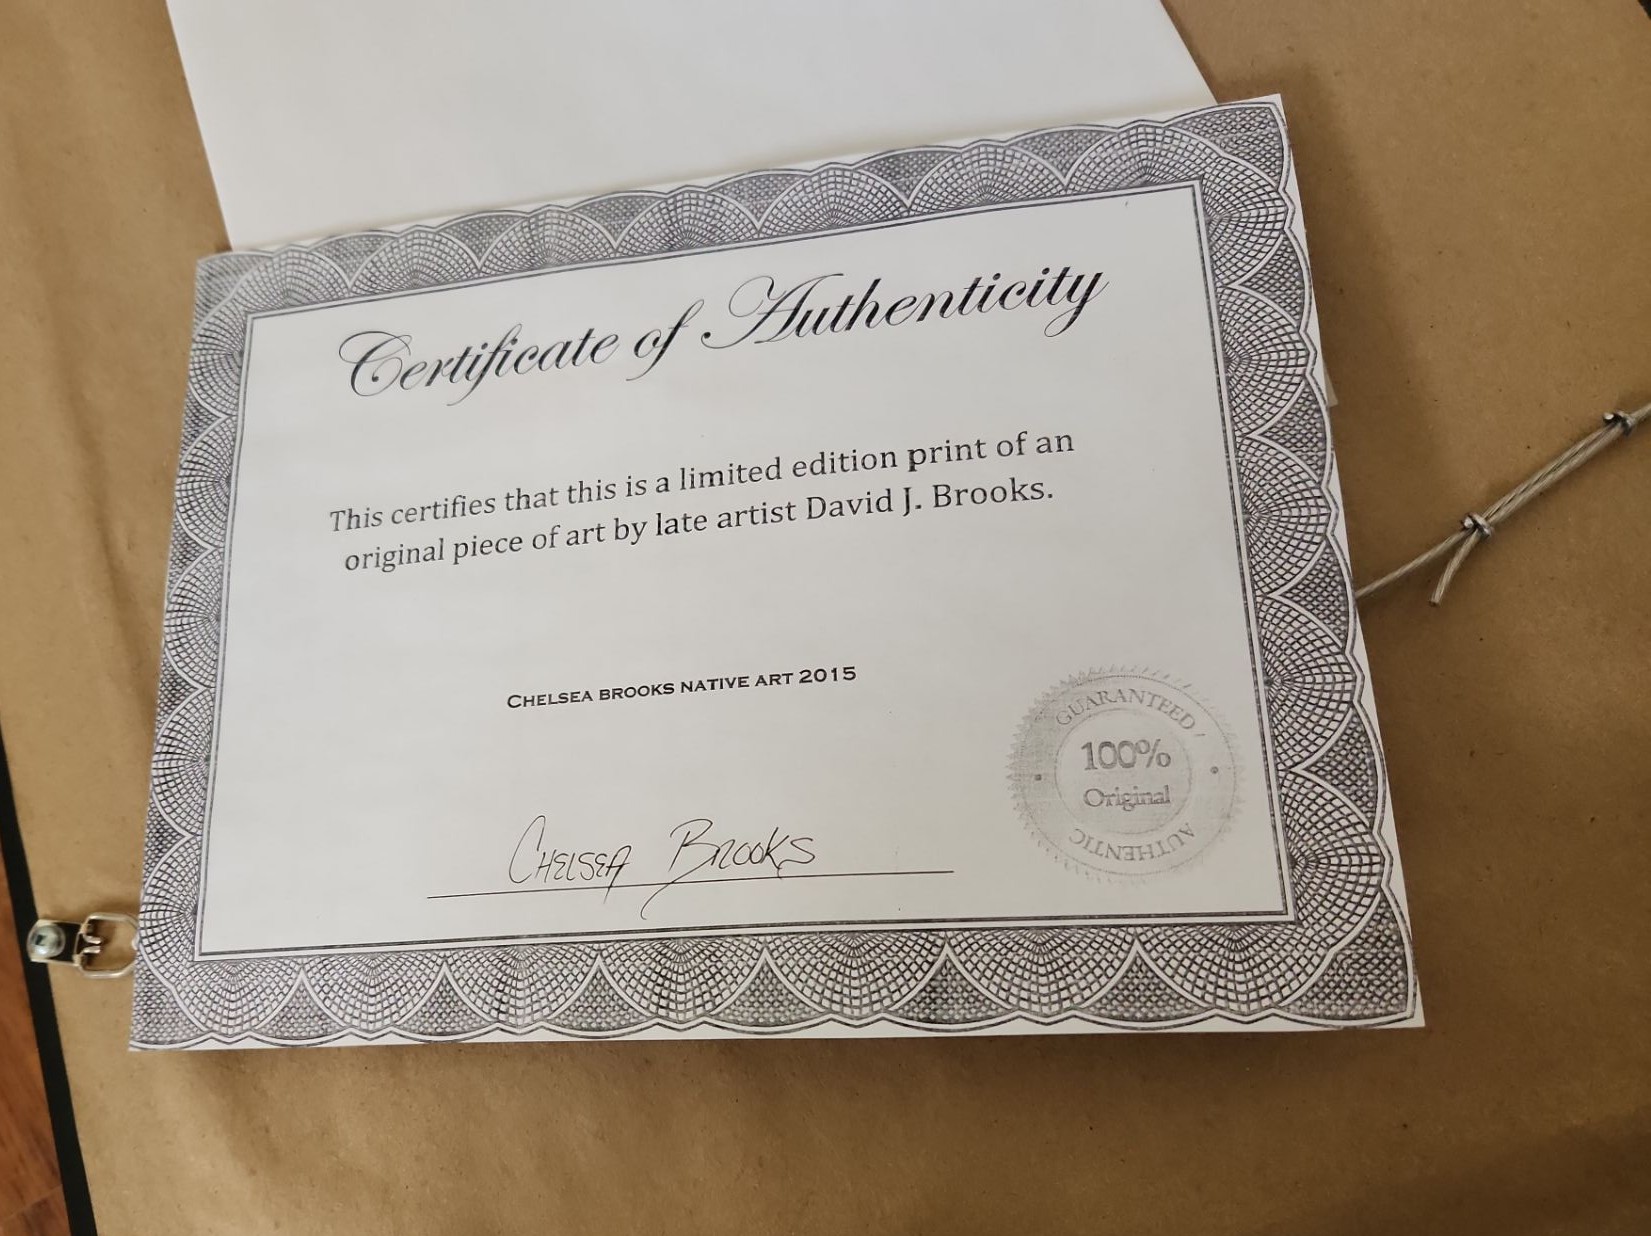 Certificate of Authenticity
This certifies that this is a limited edition print of an
original piece of art by late artist David J. Brooks.
CHELSEA BROOKS NATIVE ART 2015
CHELSEA BROOKS
GUARANTEED
100%
Original
AUTHENTIC